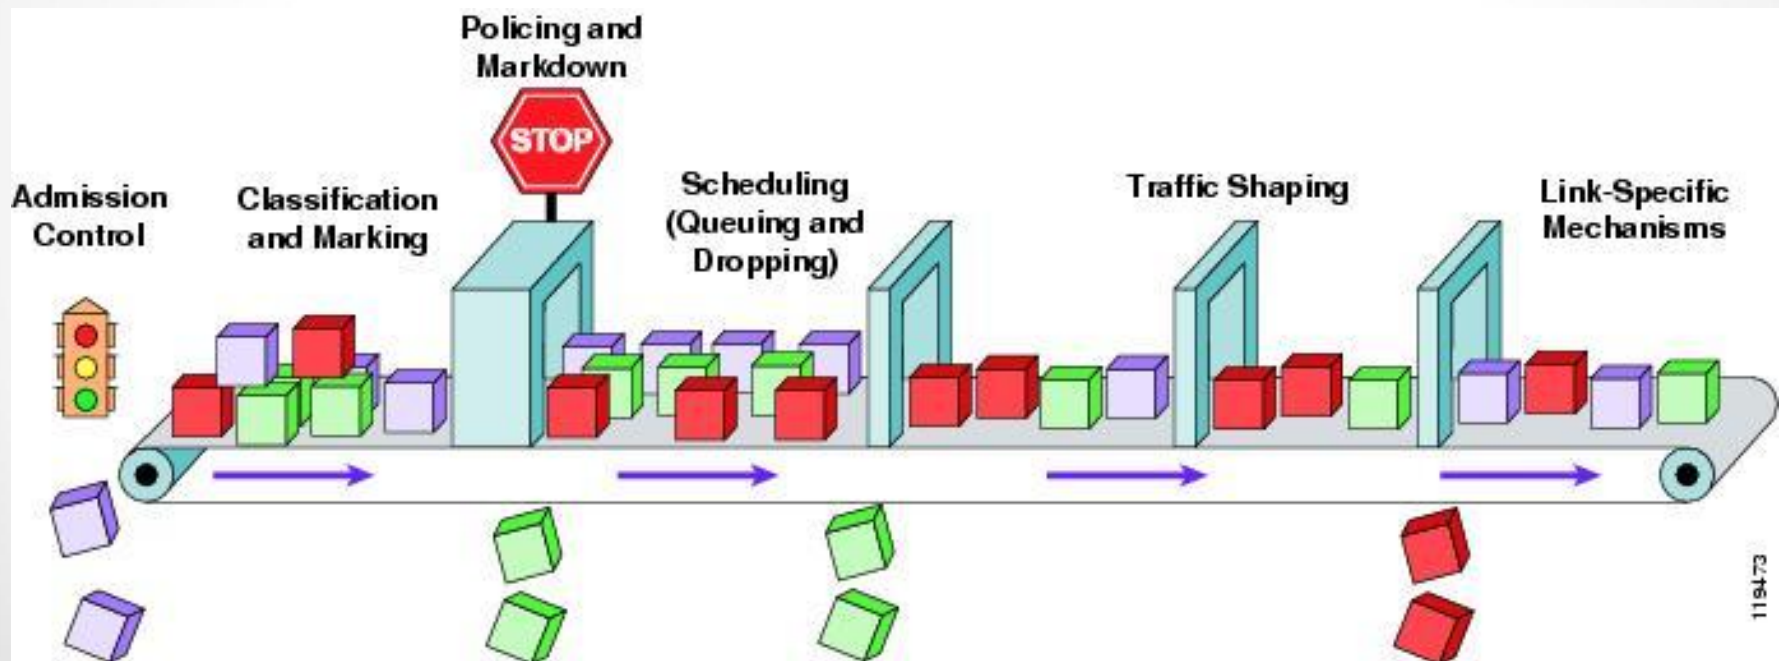 Policing and
Markdown
STOP
Admission
Control
Classification
and Marking
Scheduling
(Queuing and
Dropping)
Traffic Shaping
Link-Specific
Mechanisms
119473